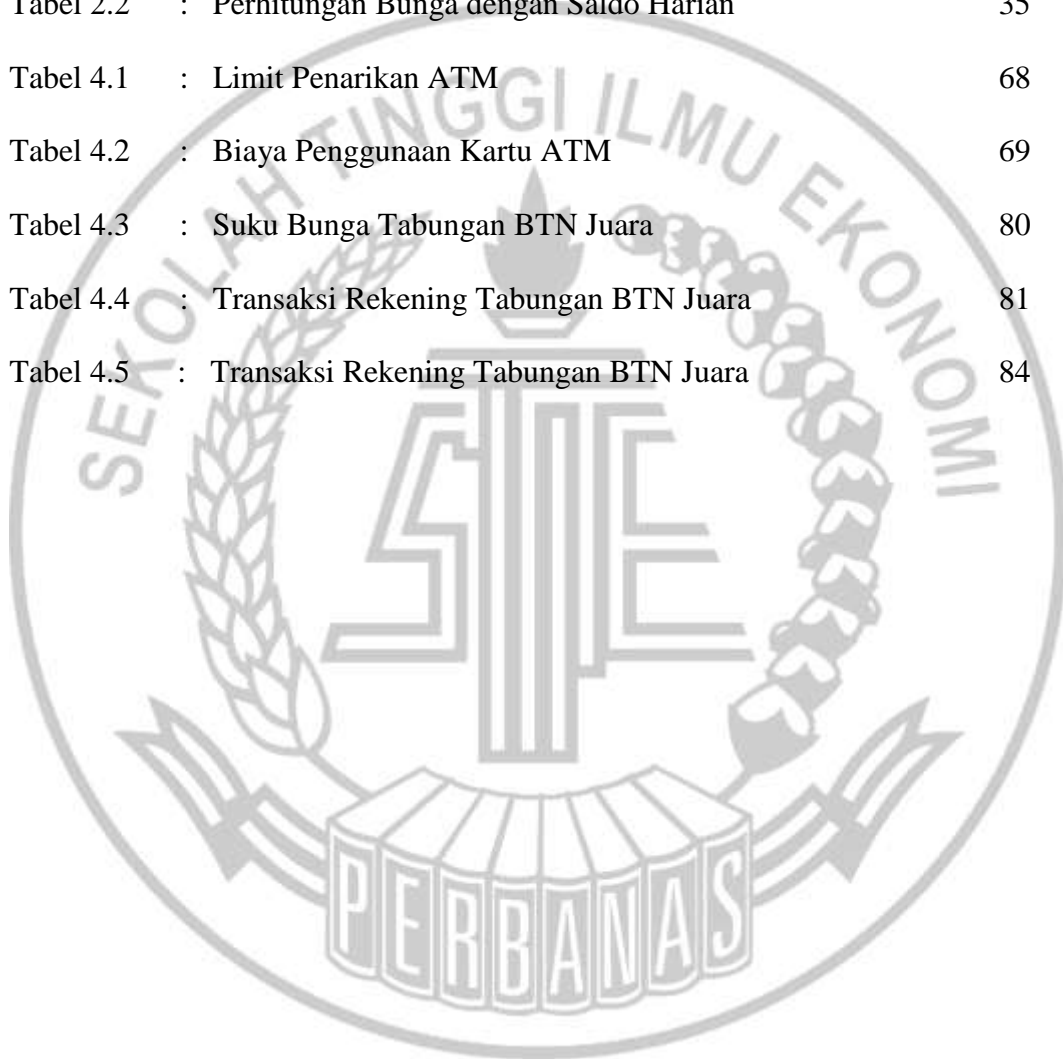 Tabel 2.2 : Perhitungan Bunga dengan Saldo Harian 35
Tabel 4.1 : Limit Penarikan ATM 68
Tabel 4.2 : Biaya Penggunaan Kartu ATM 69
Tabel 4.3 : Suku Bunga Tabungan BTN Juara 80
Tabel 4.4 : Transaksi Rekening Tabungan BTN Juara 81
Tabel 4.5 : Transaksi Rekening Tabungan BTN Juara 84
SEKOLAH TINGGI ILMU EKONOMI
STIE
PERBANAS